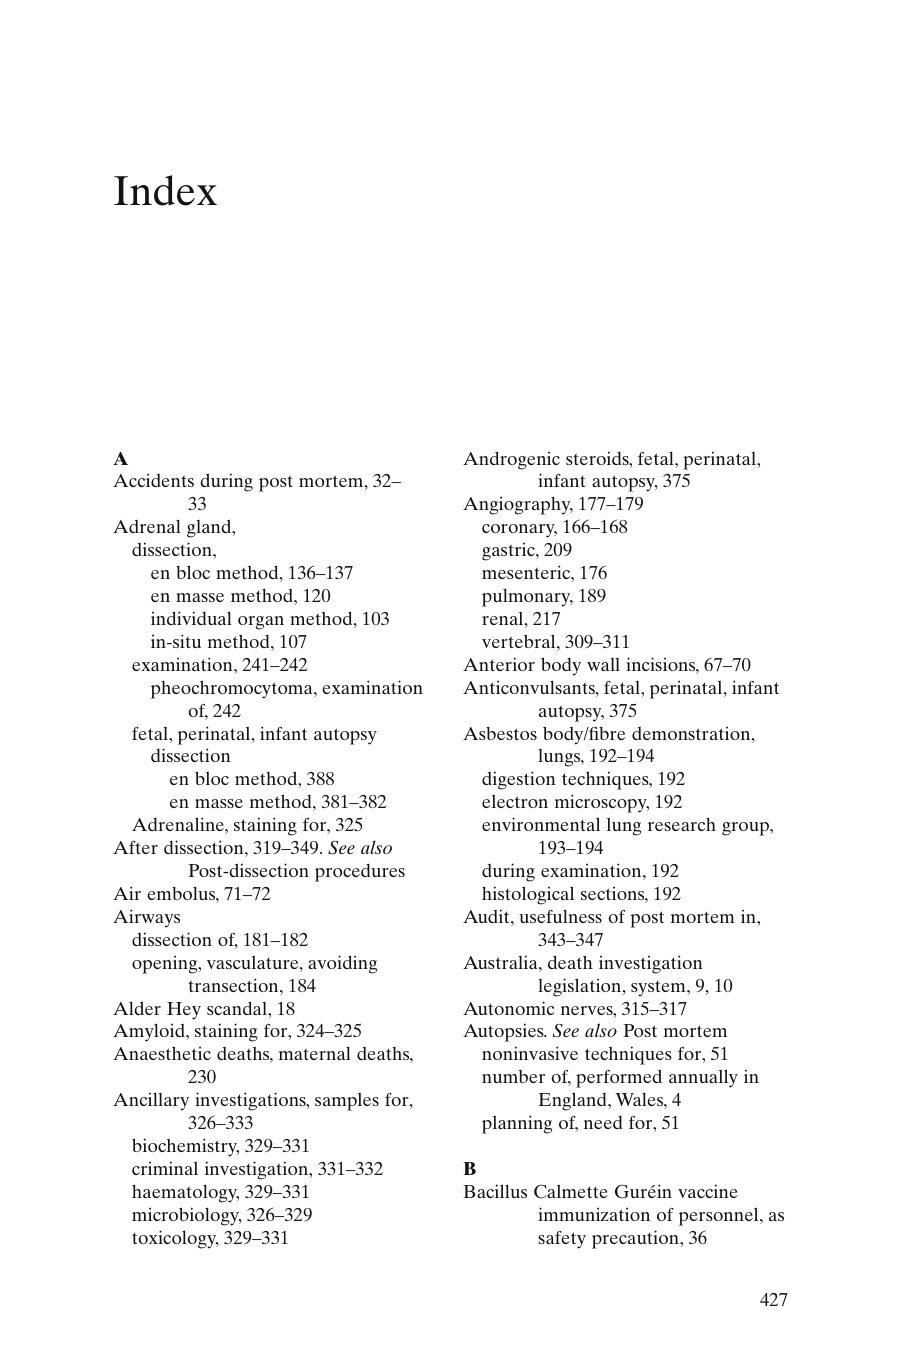 Index
A
Accidents during post mortem, 32–
33
Adrenal gland,
dissection,
en bloc method, 136–137
en masse method, 120
individual organ method, 103
in-situ method, 107
examination, 241–242
pheochromocytoma, examination
of, 242
fetal, perinatal, infant autopsy
dissection
en bloc method, 388
en masse method, 381–382
Adrenaline, staining for, 325
After dissection, 319–349. See also
Post-dissection procedures
Air embolus, 71–72
Airways
dissection of, 181–182
opening, vasculature, avoiding
transection, 184
Alder Hey scandal, 18
Amyloid, staining for, 324–325
Anaesthetic deaths, maternal deaths,
230
Ancillary investigations, samples for,
326–333
biochemistry, 329–331
criminal investigation, 331–332
haematology, 329–331
microbiology, 326–329
toxicology, 329–331
Androgenic steroids, fetal, perinatal,
infant autopsy, 375
Angiography, 177–179
coronary, 166–168
gastric, 209
mesenteric, 176
pulmonary, 189
renal, 217
vertebral, 309–311
Anterior body wall incisions, 67–70
Anticonvulsants, fetal, perinatal, infant
autopsy, 375
Asbestos body/fibre demonstration,
lungs, 192–194
digestion techniques, 192
electron microscopy, 192
environmental lung research group,
193–194
during examination, 192
histological sections, 192
Audit, usefulness of post mortem in,
343–347
Australia, death investigation
legislation, system, 9, 10
Autonomic nerves, 315–317
Autopsies. See also Post mortem
noninvasive techniques for, 51
number of, performed annually in
England, Wales, 4
planning of, need for, 51
B
Bacillus Calmette Guréin vaccine
immunization of personnel, as
safety precaution, 36
427